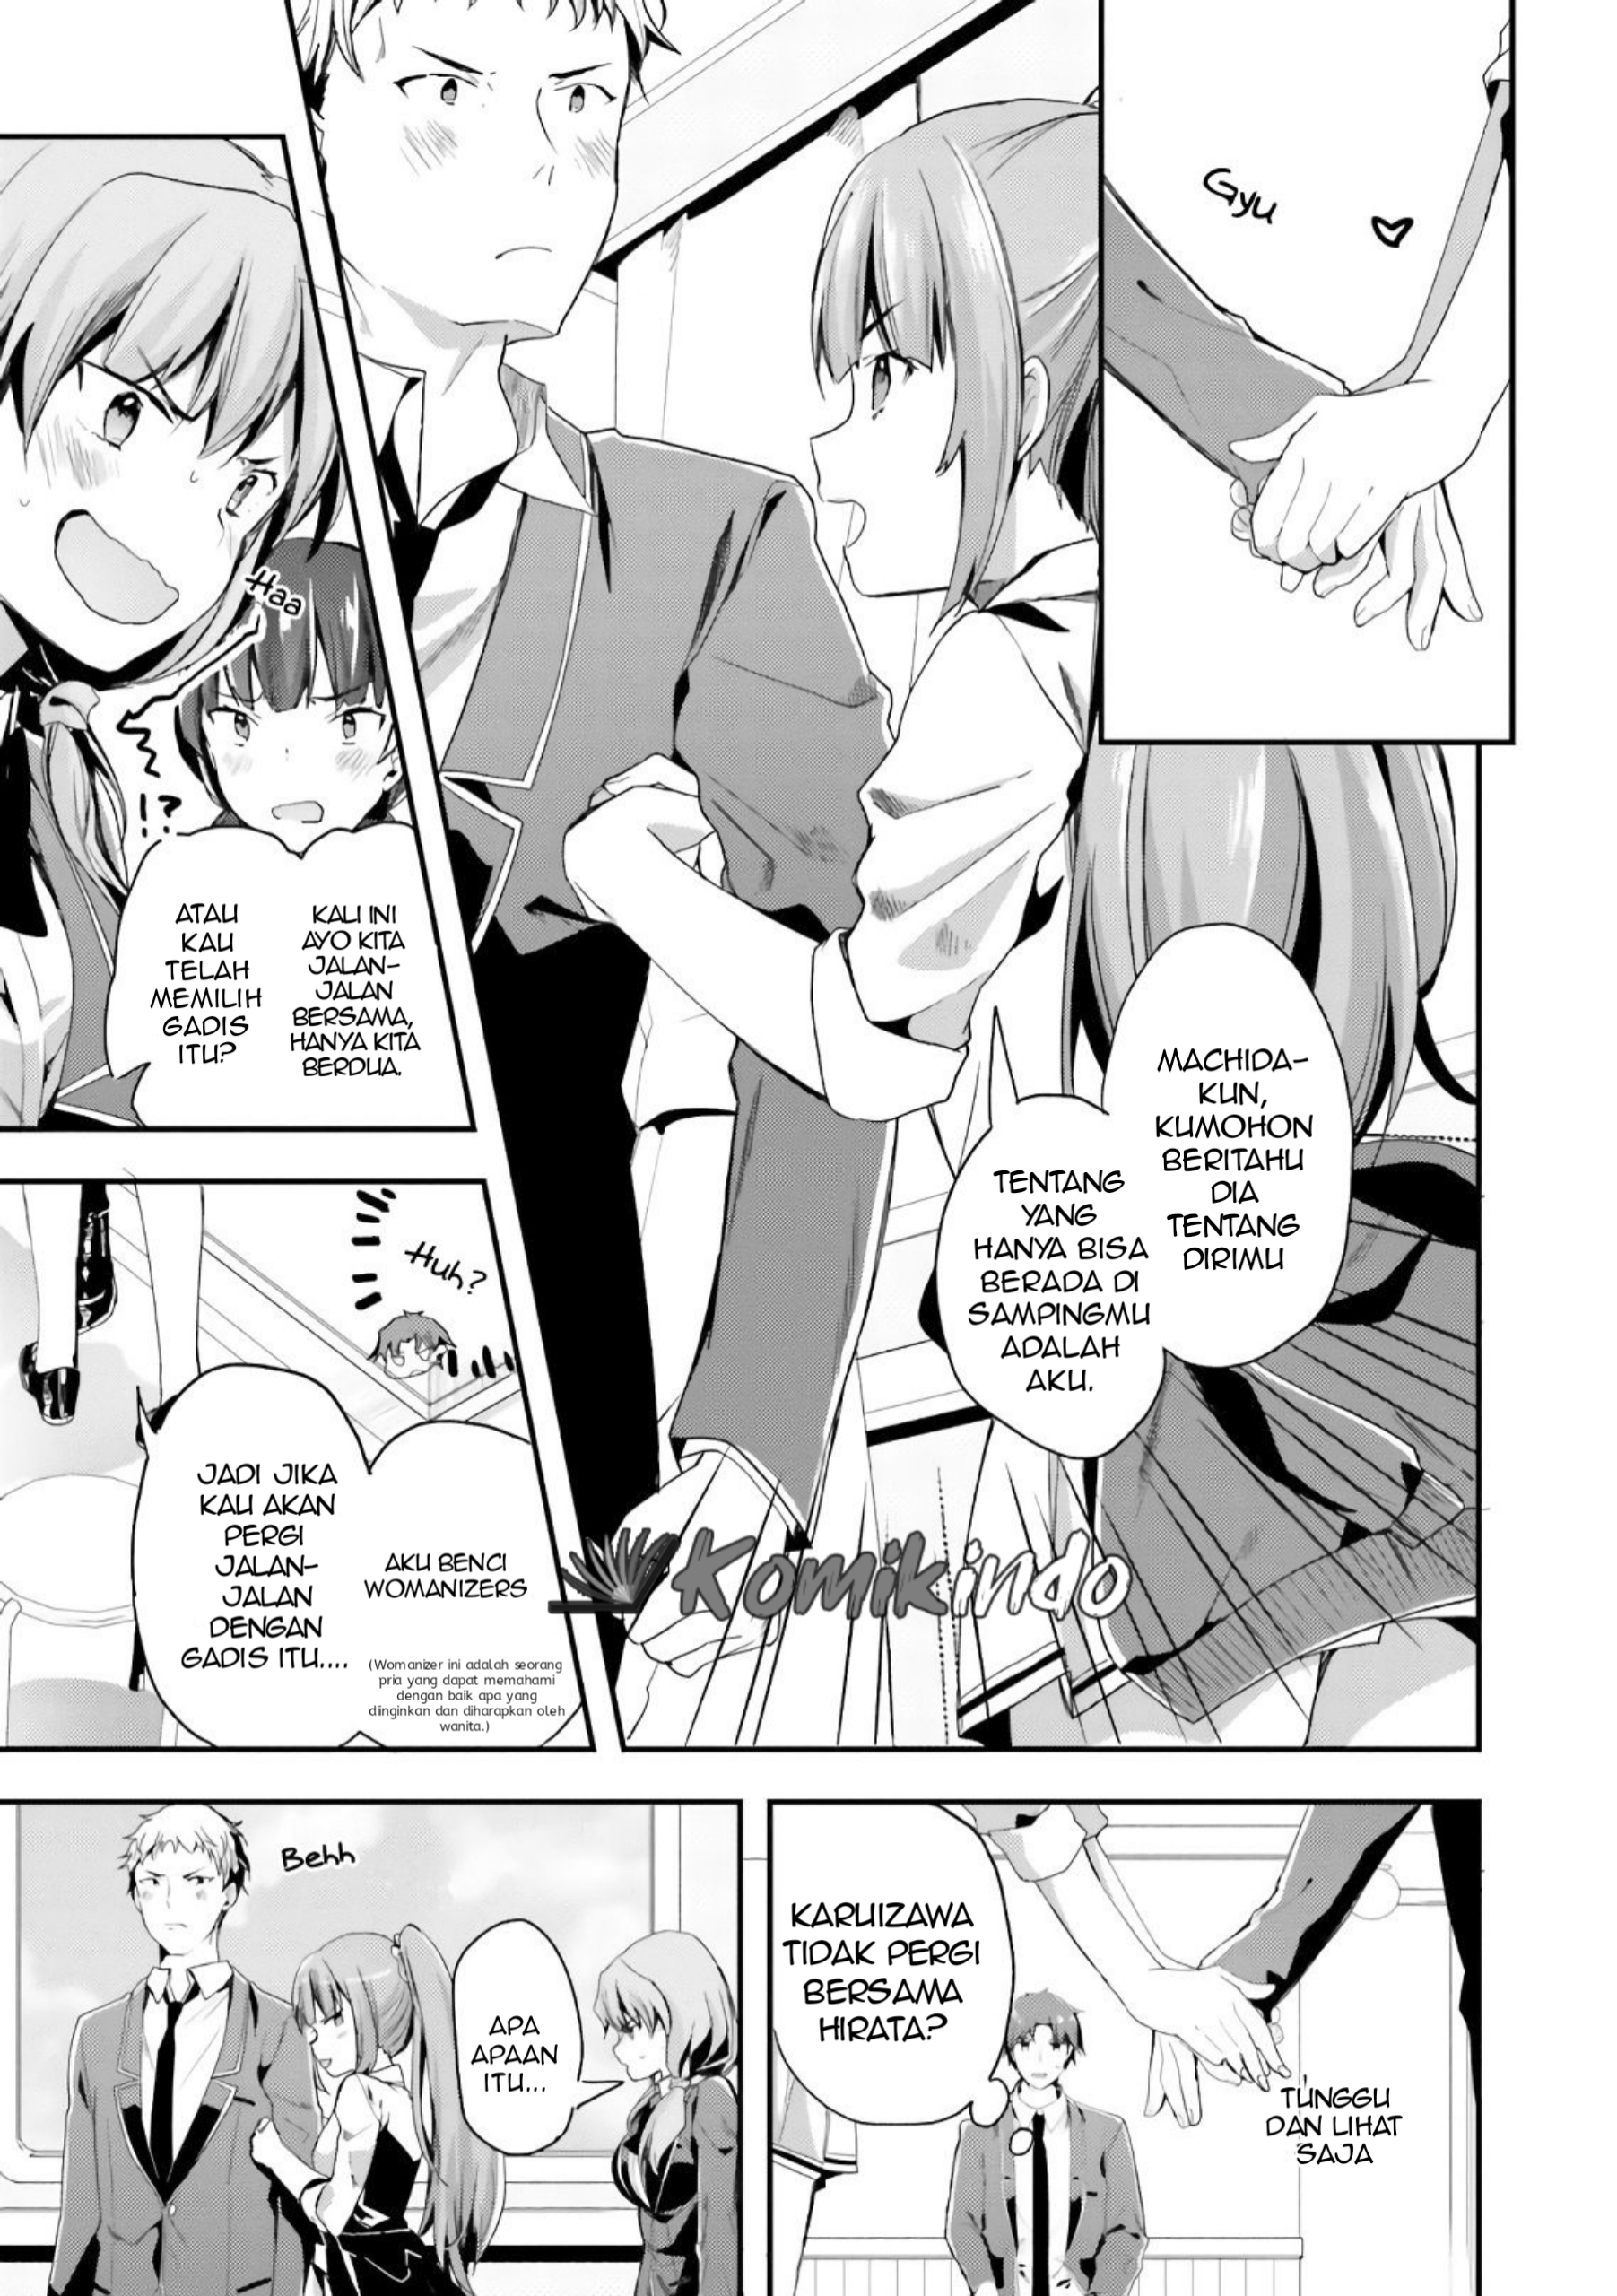 Gyu
MACHIDA-
KUN,
KUMOHON
BERITAHU
DIA
TENTANG
DIRIMU
TENTANG
YANG
HANYA BISA
BERADA DI
SAMPINGMU
ADALAH
AKU.
Haa
!?
KALI INI
AYO KITA
JALAN-
JALAN
BERSAMA,
HANYA KITA
BERDUA.
ATAU
KAU
TELAH
MEMILIH
GADIS
ITU?
Huh?
AKU BENCI
WOMANIZERS
(Womanizer ini adalah seorang
pria yang dapat memahami
dengan baik apa yang
diinginkan dan diharapkan oleh
wanita.)
JADI JIKA
KAU AKAN
PERGI
JALAN-
JALAN
DENGAN
GADIS ITU....
Komikindo
KARUIZAWA
TIDAK PERGI
BERSAMA
HIRATA?
TUNGGU
DAN LIHAT
SAJA
Behh
APA
APAAN
ITU...